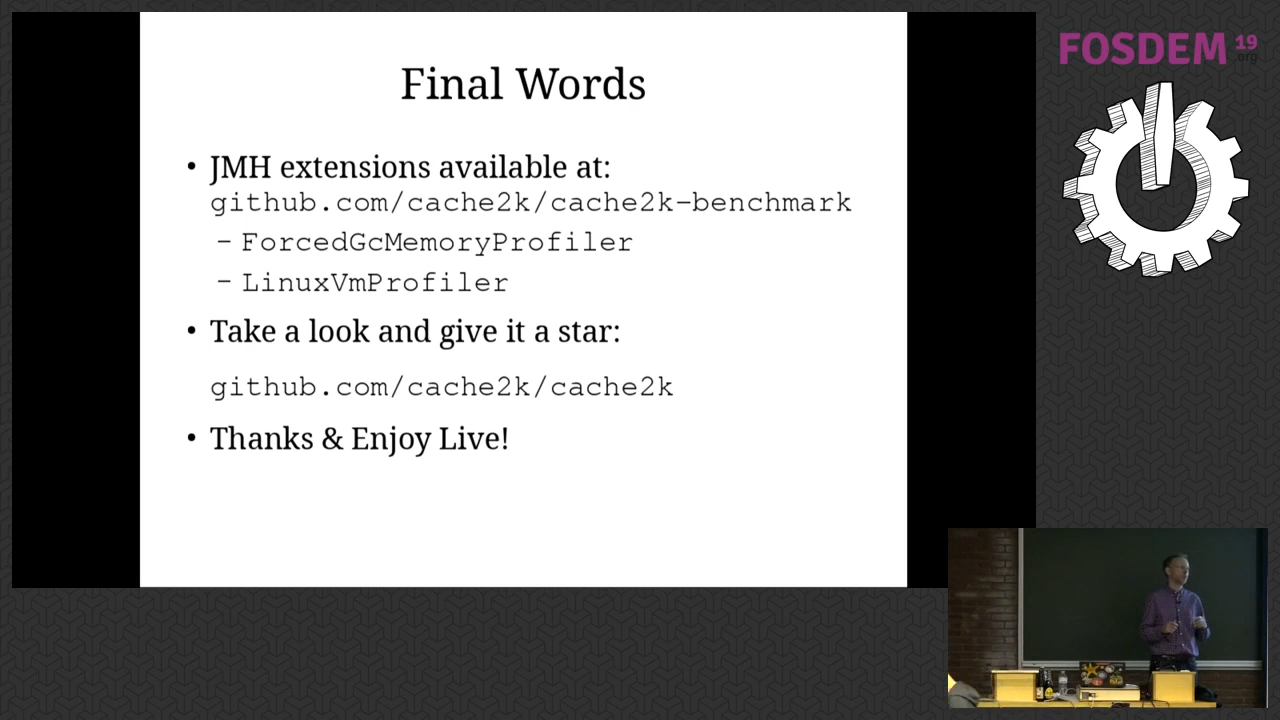 FOSDEM 19
.org
Final Words
• JMH extensions available at:
github.com/cache2k/cache2k-benchmark
– ForcedGcMemoryProfiler
– LinuxVmProfiler
• Take a look and give it a star:
github.com/cache2k/cache2k
• Thanks & Enjoy Live!